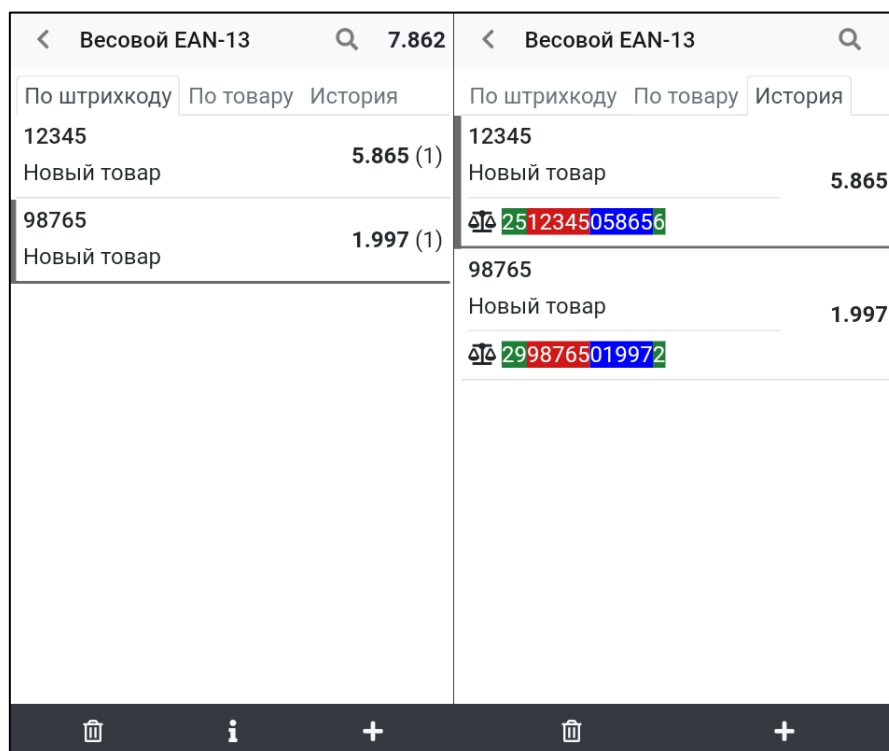 Весовой EAN-13 7.862
По штрихкоду По товару История
12345
Новый товар
5.865 (1)
98765
Новый товар
1.997 (1)
Весовой EAN-13
По штрихкоду По товару История
12345
Новый товар
5.865
2512345058656
98765
Новый товар
1.997
2998765019972